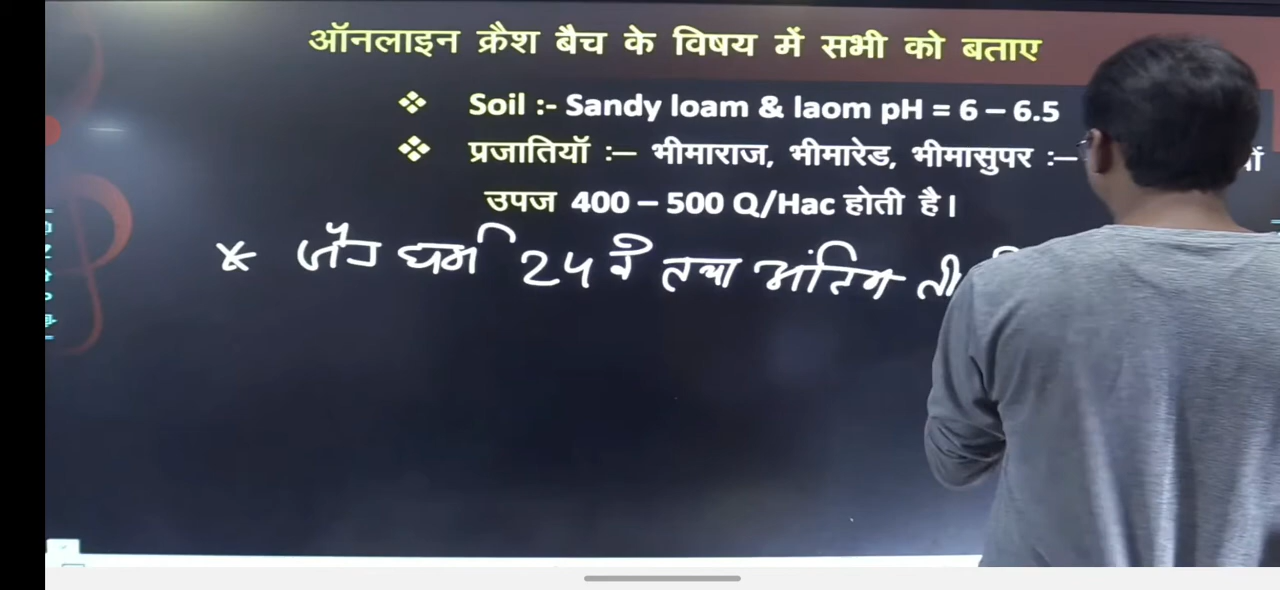 ऑनलाइन क्रैश बैच के विषय में सभी को बताए
❖ Soil :- Sandy loam & laom pH = 6 – 6.5
❖ प्रजातियॉ :– भीमाराज, भीमारेड, भीमासुपर :–
उपज 400 – 500 Q/Hac होती है।
* जैन धर्म 24 वे तथा अंतिम ती